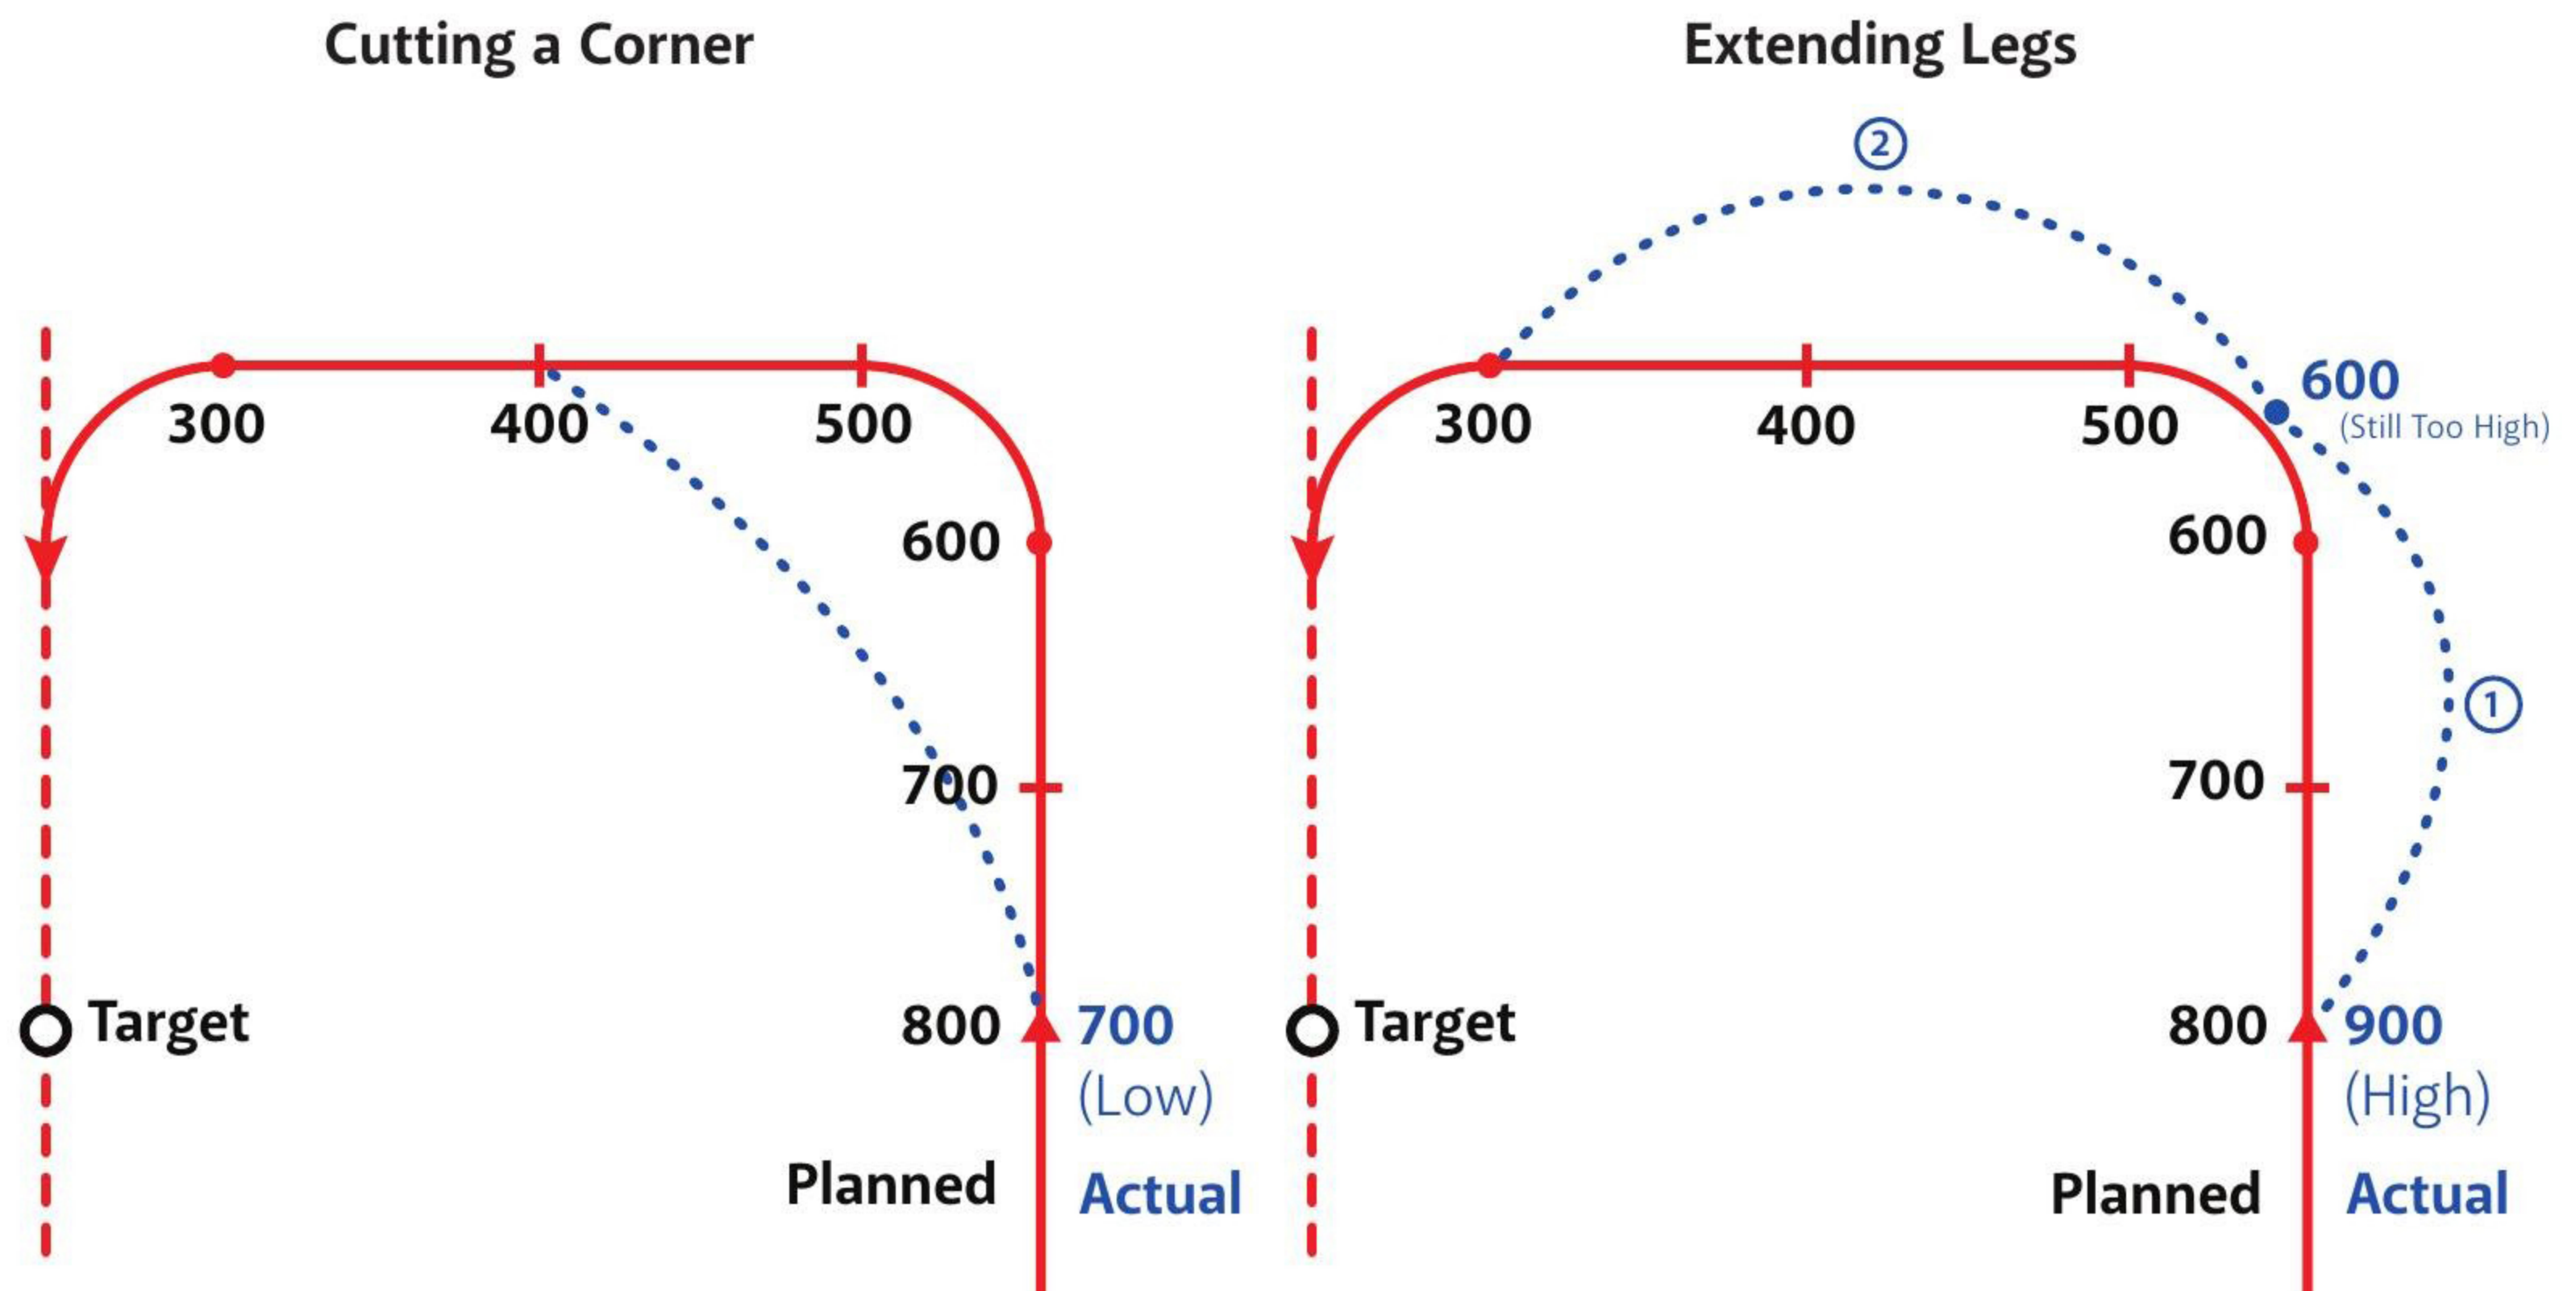 Cutting a Corner
300
400
500
600
700
800
700
(Low)
Target
Planned
Actual
Extending Legs
2
300
400
500
600
(Still Too High)
600
1
700
800
900
(High)
Target
Planned
Actual